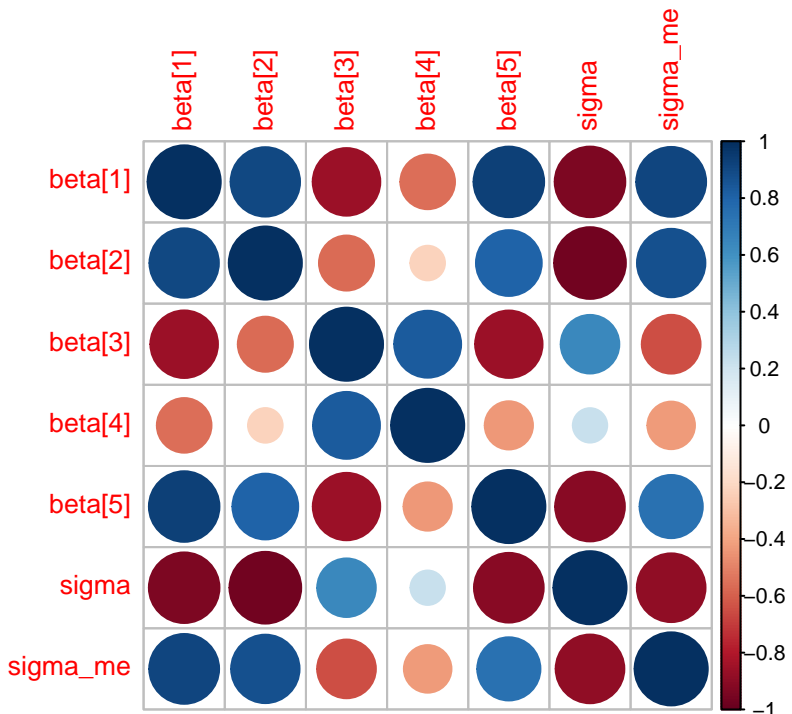 beta[1]
beta[2]
beta[3]
beta[4]
beta[5]
sigma
sigma_me
beta[1]
beta[2]
beta[3]
beta[4]
beta[5]
sigma
sigma_me
1
0.8
0.6
0.4
0.2
0
−0.2
−0.4
−0.6
−0.8
−1